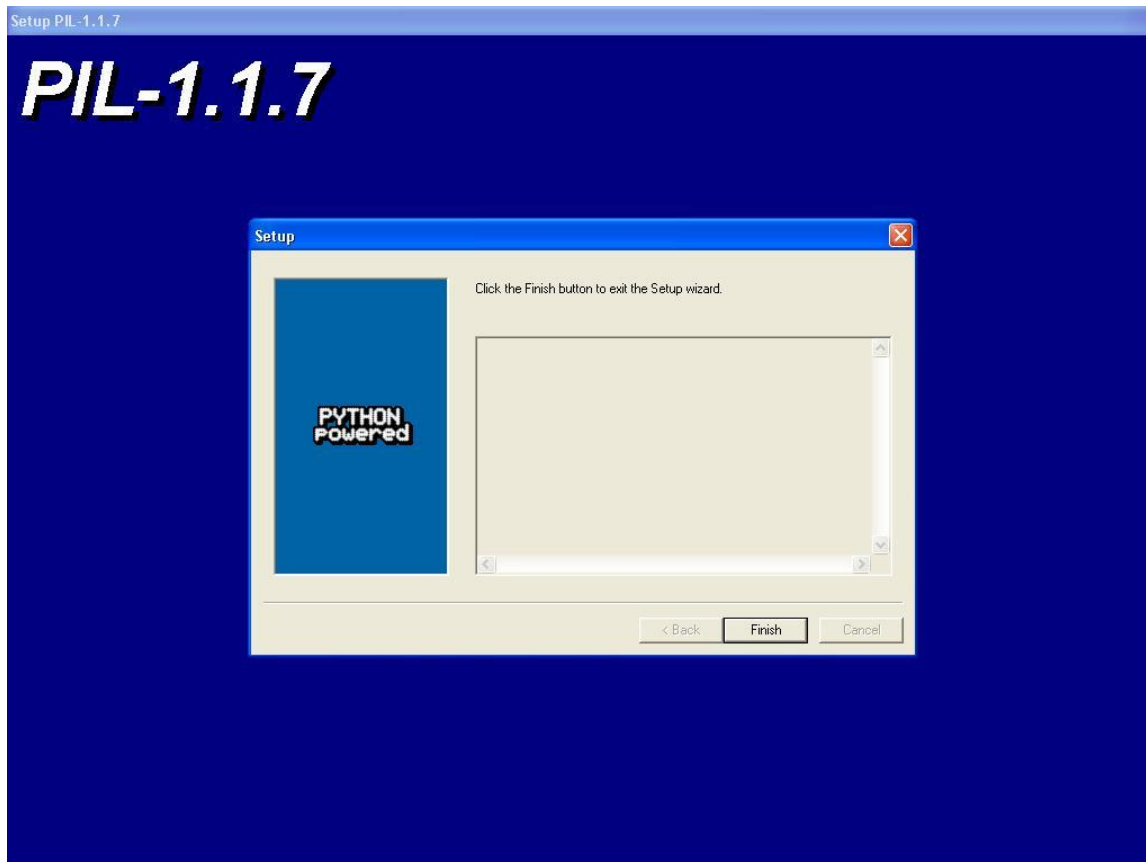 Setup PIL-1.1.7
PIL-1.1.7
Setup
Click the Finish button to exit the Setup wizard.
PYTHON
Powered
< Back
Finish
Cancel